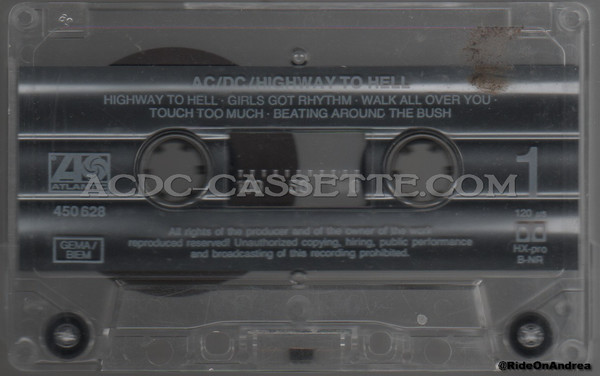 AC/DC/HIGHWAY TO HELL
HIGHWAY TO HELL · GIRLS GOT RHYTHM · WALK ALL OVER YOU ·
TOUCH TOO MUCH · BEATING AROUND THE BUSH
ATLANTIC
ACDC-CASSETTE.COM
1
450 628
120 µs
GEMA/
BIEM
HX-pro
B-NR
All rights of the producer and of the owner of the work
reproduced reserved! Unauthorized copying, hiring, public performance
and broadcasting of this recording prohibited.
@RideOnAndrea